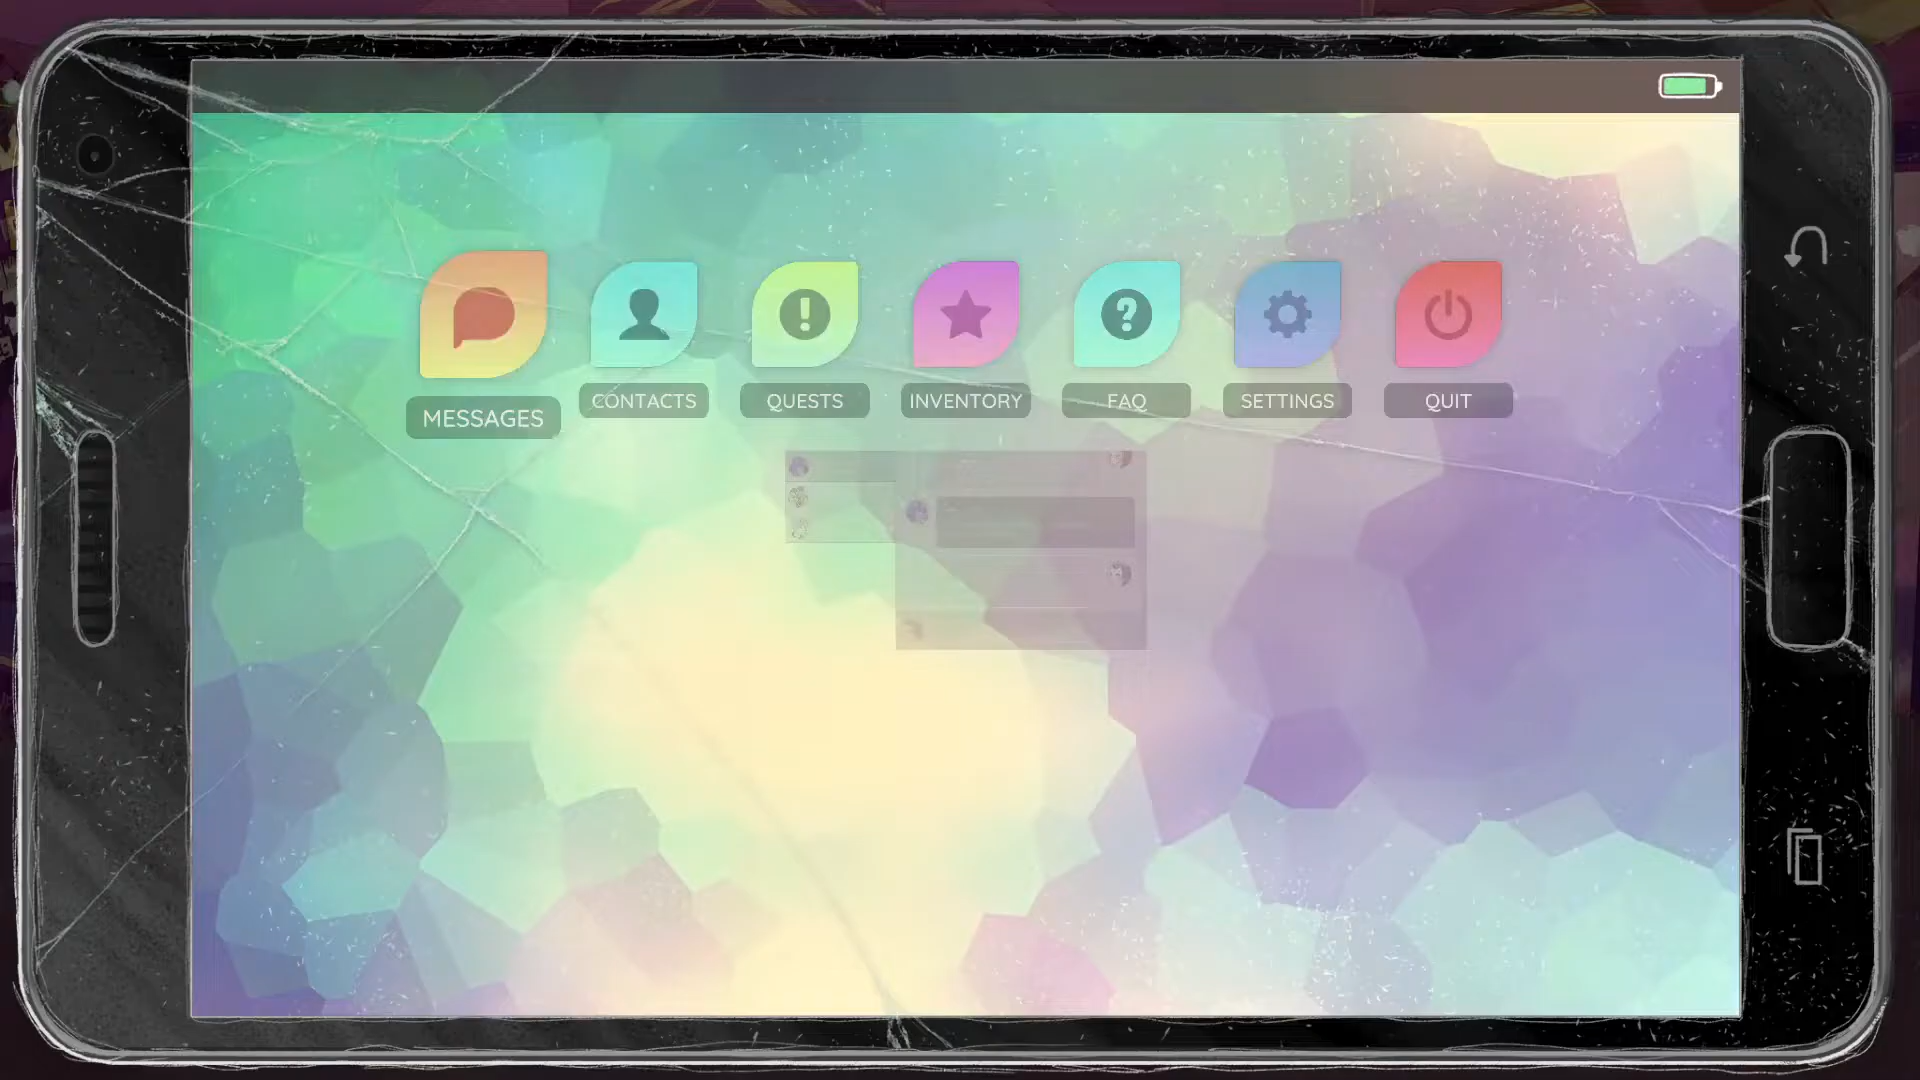 MESSAGES
CONTACTS
QUESTS
INVENTORY
FAQ
SETTINGS
QUIT